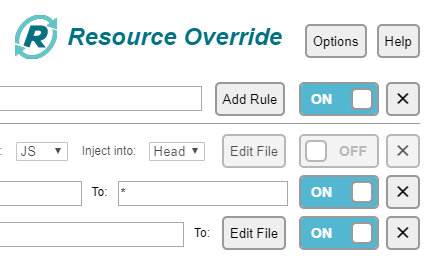 R Resource Override Options Help
Add Rule ON ✕
: JS ▼ Inject into: Head ▼ Edit File OFF ✕
To: * ON ✕
To: Edit File ON ✕